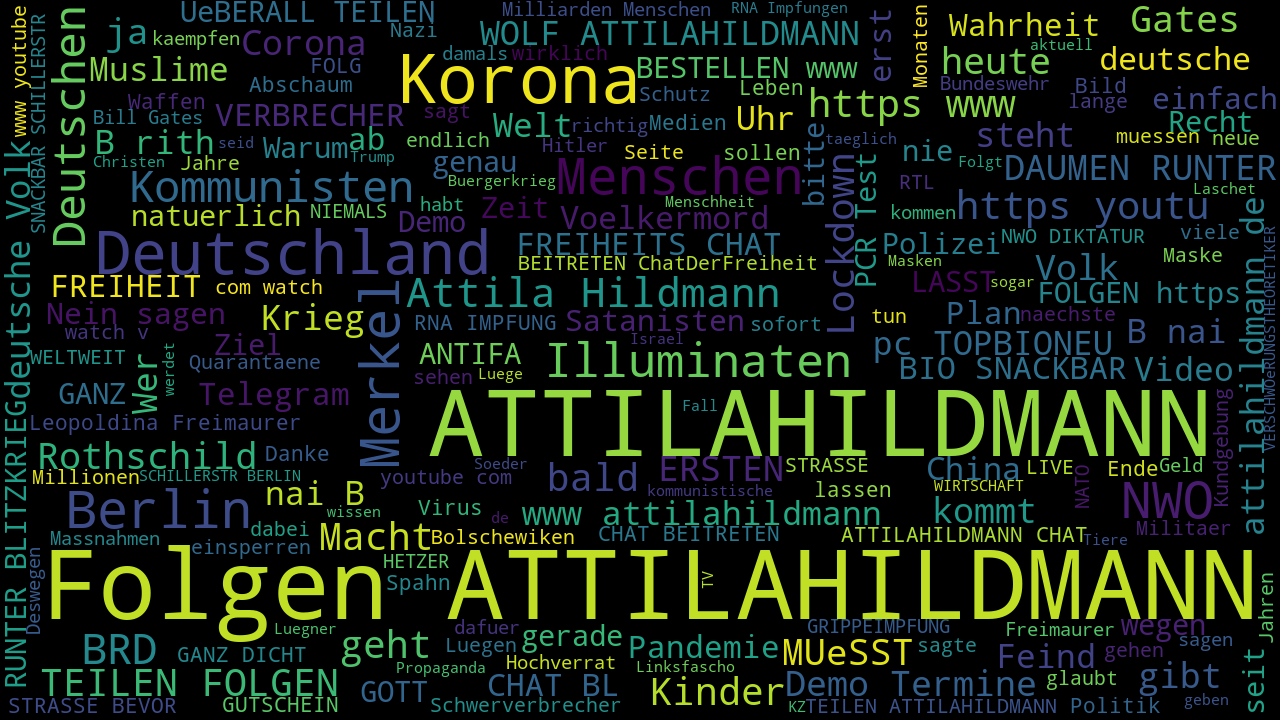 www youtube
SNACKBAR SCHILLERSTR
Deutschen
ja
kaempfen
UeBERALL TEILEN
Nazi
Milliarden Menschen
RNA Impfungen
WOLF ATTILAHILDMANN
erst
Monaten
Wahrheit
Gates
aktuell
deutsche
Corona
FOLG
damals
wirklich
heute
Muslime
Abschaum
Korona
BESTELLEN www
Schutz
Leben
Bundeswehr
Bild
lange
einfach
Waffen
Bill Gates
VERBRECHER
sagt
Welt
richtig
Medien
Uhr
https www
Recht
B rith
seid
Warum
ab
endlich
Hitler
Seite
sollen
bitte
taeglich
steht
muessen
neue
Christen
Jahre
Trump
genau
Buergerkrieg
Menschen
nie
Folgt
DAUMEN RUNTER
Kommunisten
habt
Menschheit
Lockdown
PCR Test
RTL
Laschet
natuerlich
NIEMALS
Demo
Zeit
Voelkermord
kommen
https youtu
deutsche Volk
Deutschland
FREIHEITS CHAT
Polizei
NWO DIKTATUR
viele
BEITRETEN ChatDerFreiheit
Masken
Volk
Maske
FREIHEIT
com watch
Merkel
Attila Hildmann
LASST
sogar
FOLGEN https
Nein sagen
Krieg
RNA IMPFUNG
Satanisten
sofort
tun
Plan
naechste
B nai
watch v
Ziel
Israel
WELTWEIT
Wer
werdet
Quarantaene
ANTIFA
Illuminaten
pc
TOPBIONEU
sehen
Luege
BIO SNACKBAR
Video
attilahildmann de
VERSCHWOeRUNGSTHEORETIKER
GANZ
Telegram
ATTILAHILDMANN
Fall
Leopoldina
Freimaurer
Kundgebung
Rothschild
Danke
Soeder
ERSTEN
STRASSE
China
LIVE
Ende
Geld
Millionen
SCHILLERSTR BERLIN
youtube com
bald
kommunistische
lassen
WIRTSCHAFT
NATO
NWO
Berlin
nai B
wissen
Virus
de
www attilahildmann
kommt
Militaer
Massnahmen
dabei
Macht
Bolschewiken
CHAT BEITRETEN
ATTILAHILDMANN CHAT
Tiere
RUNTER BLITZKRIEG
Deswegen
einsperren
HETZER
Spahn
Folgen
ATTILAHILDMANN
TV
Jahren
seit
Luegner
dafuer
GRIPPEIMPFUNG
Freimaurer
wegen
BRD
GANZ DICHT
geht
Luegen
gerade
Pandemie
MUeSST
sagte
Feind
gehen
sagen
Propaganda
Hochverrat
Linksfascho
TEILEN FOLGEN
GOTT
CHAT BL
Kinder
Demo Termine
glaubt
gibt
STRASSE BEVOR
GUTSCHEIN
Schwerverbrecher
KZ
TEILEN ATTILAHILDMANN
Politik
geben